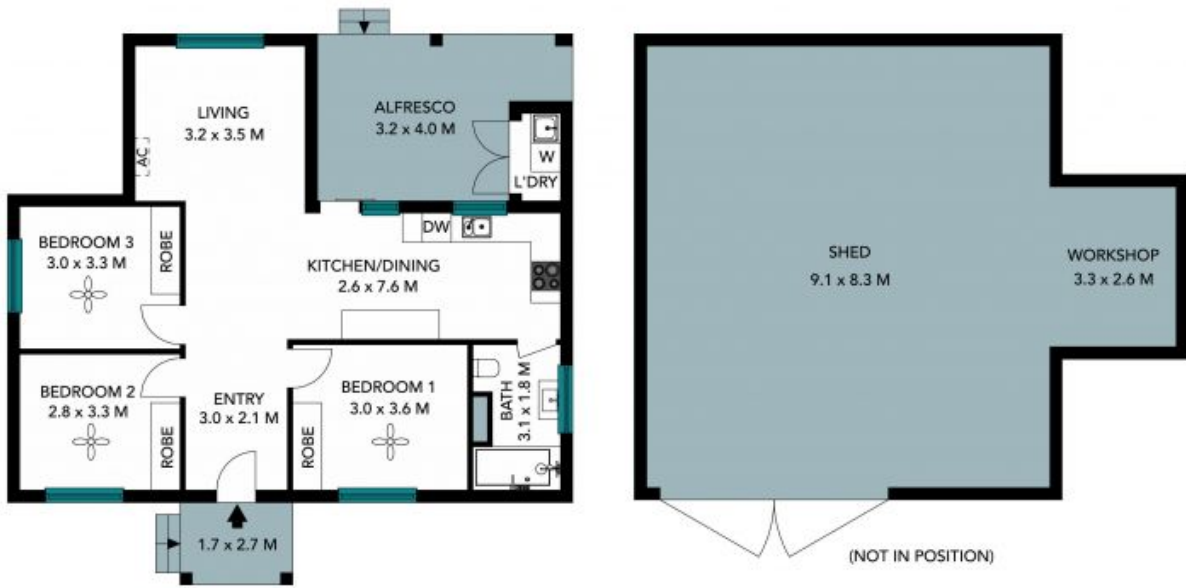 LIVING
3.2 x 3.5 M
AC
ALFRESCO
3.2 x 4.0 M
W
L'DRY
BEDROOM 3
3.0 x 3.3 M
ROBE
DW
KITCHEN/DINING
2.6 x 7.6 M
BEDROOM 2
2.8 x 3.3 M
ROBE
ENTRY
3.0 x 2.1 M
ROBE
BEDROOM 1
3.0 x 3.6 M
BATH
3.1 x 1.8 M
1.7 x 2.7 M
SHED
9.1 x 8.3 M
WORKSHOP
3.3 x 2.6 M
(NOT IN POSITION)